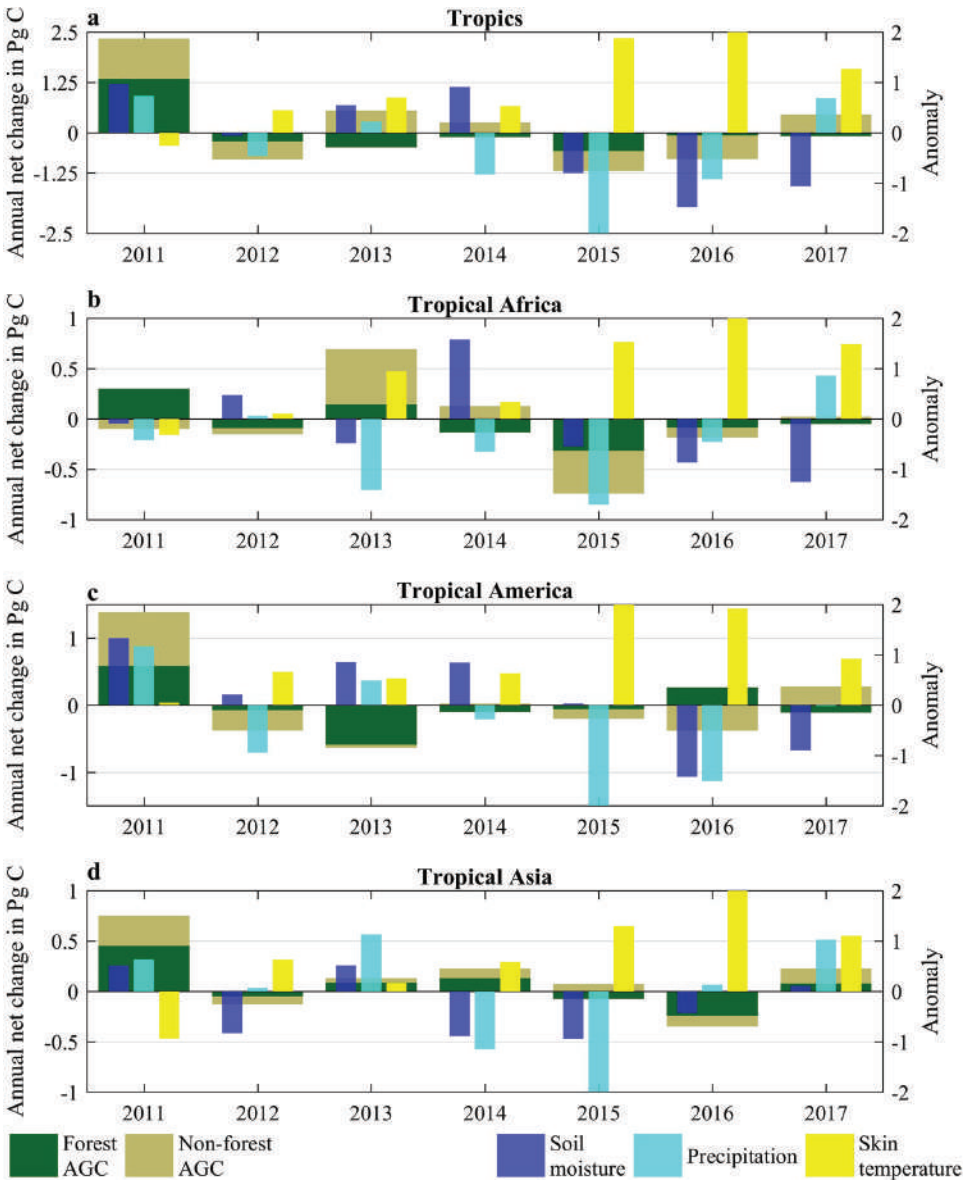 a Tropics
Annual net change in Pg C
2.5
1.25
0
-1.25
-2.5
2
1
0
-1
-2
Anomaly
2011 2012 2013 2014 2015 2016 2017
b Tropical Africa
Annual net change in Pg C
1
0.5
0
-0.5
-1
2
1
0
-1
-2
Anomaly
2011 2012 2013 2014 2015 2016 2017
c Tropical America
Annual net change in Pg C
1
0
-1
2
1
0
-1
-2
Anomaly
2011 2012 2013 2014 2015 2016 2017
d Tropical Asia
Annual net change in Pg C
1
0.5
0
-0.5
-1
2
1
0
-1
-2
Anomaly
2011 2012 2013 2014 2015 2016 2017
Forest
AGC
Non-forest
AGC
Soil
moisture
Precipitation
Skin
temperature